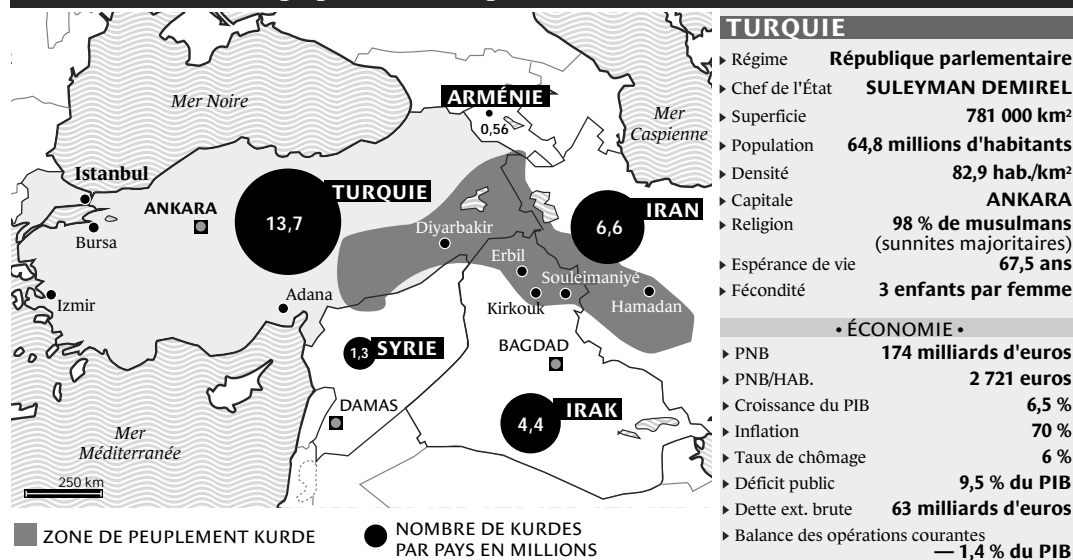 Mer Noire
ARMÉNIE
0,56
Mer
Caspienne
Istanbul
ANKARA
Bursa
Izmir
TURQUIE
13,7
Diyarbakir
IRAN
6,6
Erbil
Souleimaniyé
Kirkouk
Hamadan
Adana
1,3
SYRIE
BAGDAD
DAMAS
4,4
IRAK
Mer
Méditerranée
250 km
ZONE DE PEUPLEMENT KURDE
NOMBRE DE KURDES
PAR PAYS EN MILLIONS
TURQUIE
Régime République parlementaire
Chef de l'État SULEYMAN DEMIREL
Superficie 781 000 km²
Population 64,8 millions d'habitants
Densité 82,9 hab./km²
Capitale ANKARA
Religion 98 % de musulmans
(sunnites majoritaires)
Espérance de vie 67,5 ans
Fécondité 3 enfants par femme
• ÉCONOMIE •
PNB 174 milliards d'euros
PNB/HAB. 2 721 euros
Croissance du PIB 6,5 %
Inflation 70 %
Taux de chômage 6 %
Déficit public 9,5 % du PIB
Dette ext. brute 63 milliards d'euros
Balance des opérations courantes
— 1,4 % du PIB